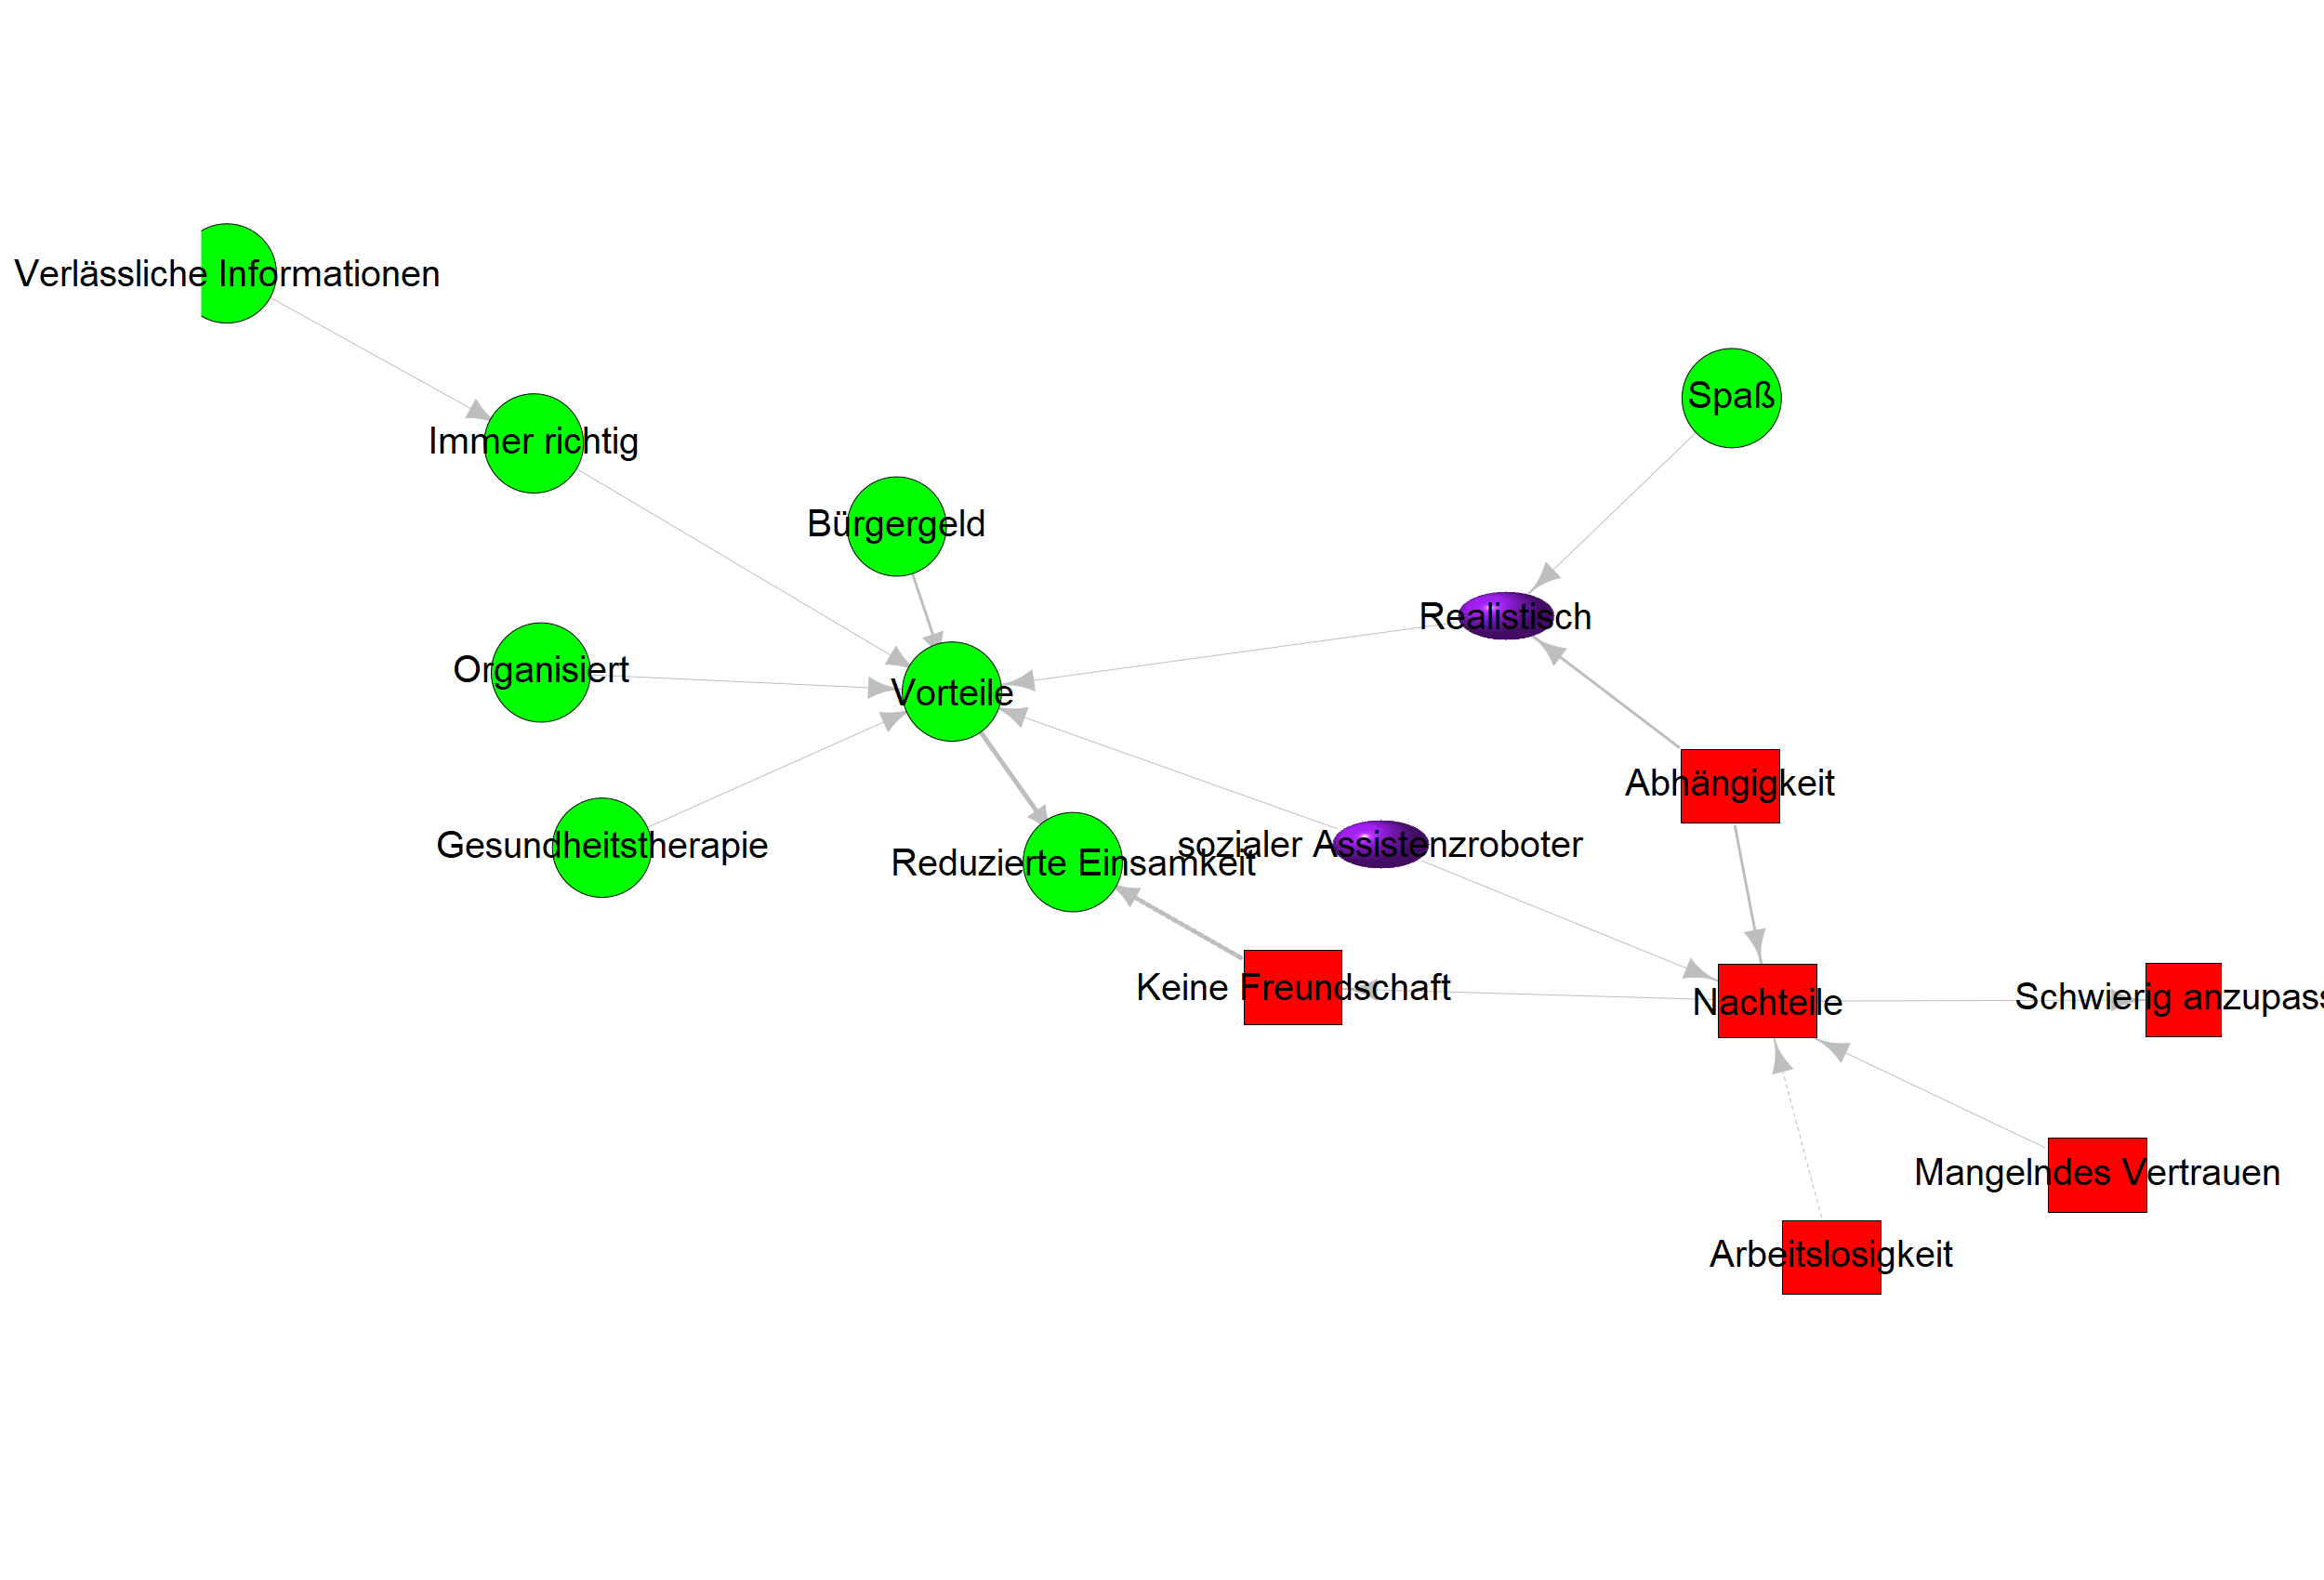 Verlässliche Informationen
Spaß
Immer richtig
Bürgergeld
Realistisch
Organisiert
Vorteile
Abhängigkeit
Gesundheitstherapie
sozialer Assistenzroboter
Reduzierte Einsamkeit
Keine Freundschaft
Nachteile
Schwierig anzupass
Mangelndes Vertrauen
Arbeitslosigkeit